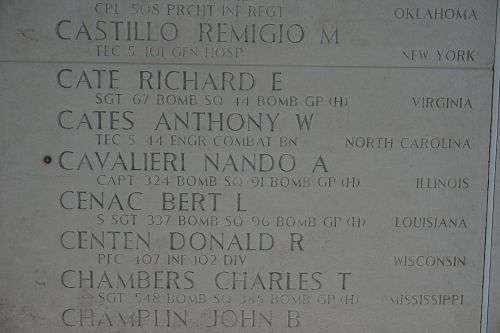 CPL 508 PRCHT INF REGT OKLAHOMA
CASTILLO REMIGIO M
TEC 5 101 GEN HOSP NEW YORK
CATE RICHARD E
SGT 67 BOMB SQ 44 BOMB GP (H) VIRGINIA
CATES ANTHONY W
TEC 5 44 ENGR COMBAT BN NORTH CAROLINA
CAVALIERI NANDO A
CAPT 324 BOMB SQ 91 BOMB GP (H) ILLINOIS
CENAC BERT L
S SGT 337 BOMB SQ 96 BOMB GP (H) LOUISIANA
CENTEN DONALD R
PFC 407 INF 102 DIV WISCONSIN
CHAMBERS CHARLES T
SGT 548 BOMB SQ 385 BOMB GP (H) MISSISSIPPI
CHAMPLIN JOHN B